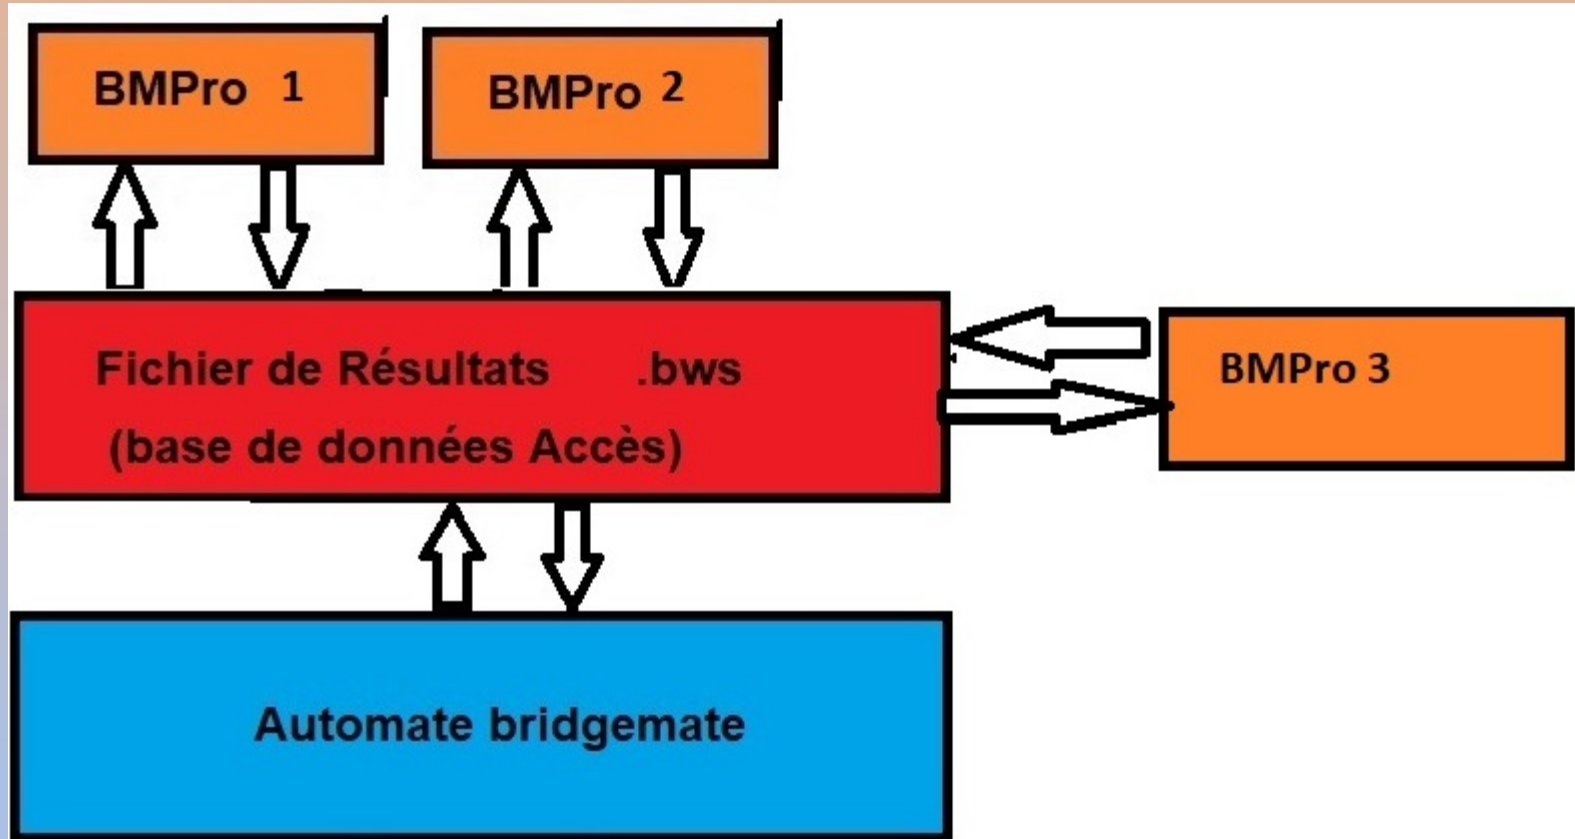 BMPro 1
BMPro 2
Fichier de Résultats .bws
(base de données Accès)
BMPro 3
Automate bridgemate